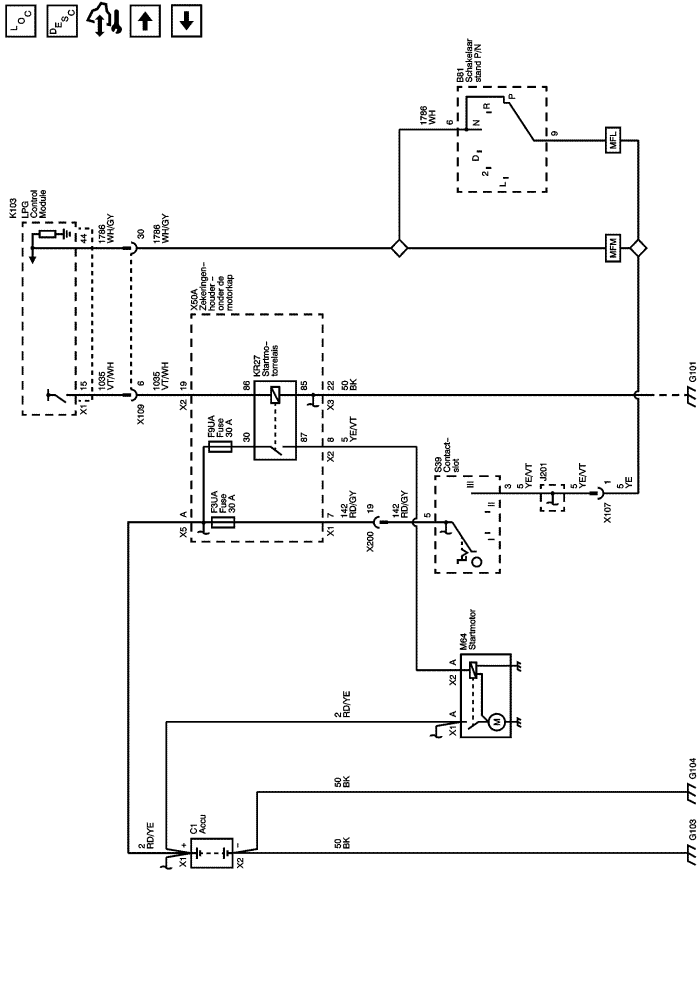 LOC
DESC
K103
LPG
Control
Module
44
1786
WH/GY
30
1786
WH/GY
X1
15
1035
VT/WH
X109
6
1035
VT/WH
X2
19
X50A
Zekeringen-
houder -
onder de
motorkap
86
KR27
Startmo-
torrelais
85
30
87
F9UA
Fuse
30 A
F3UA
Fuse
30 A
X5
A
X3
22
50
BK
X2
8
5
YE/VT
X1
7
142
RD/GY
X200
19
142
RD/GY
1786
WH
6
B81
Schakelaar
stand P/N
P
R
N
D
2
L
9
MFL
MFM
G101
S39
Contact-
slot
5
III
II
I
3
5
YE/VT
J201
5
YE/VT
X107
1
5
YE
M64
Startmotor
X2
A
X1
A
M
2
RD/YE
2
RD/YE
C1
Accu
X1
+
X2
-
50
BK
50
BK
G104
G103